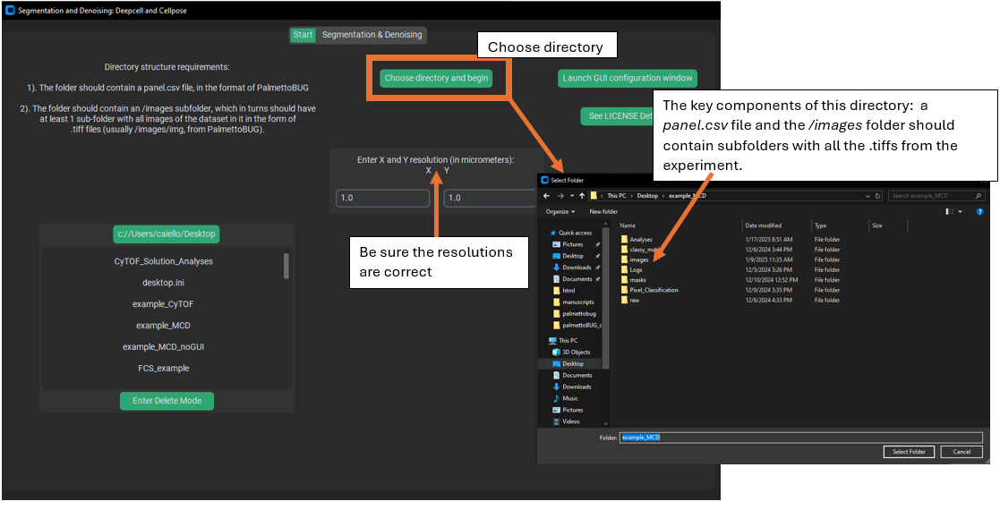 Segmentation and Denoising: Deepcell and Cellpose
Start
Segmentation & Denoising
Choose directory
Directory structure requirements:
1). The folder should contain a panel.csv file, in the format of PalmettoBUG
2). The folder should contain an /images subfolder, which in turns should have
at least 1 sub-folder with all images of the dataset in it in the form of
.tiff files (usually /images/img, from PalmettoBUG).
Choose directory and begin
Launch GUI configuration window
See LICENSE Det
The key components of this directory: a
panel.csv file and the /images folder should
contain subfolders with all the .tiffs from the
experiment.
Enter X and Y resolution (in micrometers):
X Y
1.0
1.0
Be sure the resolutions
are correct
c://Users/caiello/Desktop
CyTOF_Solution_Analyses
desktop.ini
example_CyTOF
example_MCD
example_MCD_noGUI
FCS_example
Enter Delete Mode
Select Folder
This PC
Desktop
example_MCD
Search example_MCD
Organize
New folder
Quick access
Pictures
Desktop
Downloads
Documents
html
manuscripts
palmettobug
palmettoBUG_c
This PC
3D Objects
Desktop
Documents
Downloads
Music
Pictures
Videos
Name Date modified Type Size
Analyses 1/17/2025 8:51 AM File folder
classy_m 12/6/2024 3:44 PM File folder
images 1/9/2025 11:35 AM File folder
Logs 12/5/2024 3:26 PM File folder
masks 12/10/2024 12:52 PM File folder
Pixel_Classification 12/9/2024 3:35 PM File folder
raw 12/6/2024 4:33 PM File folder
Folder: example_MCD
Select Folder
Cancel